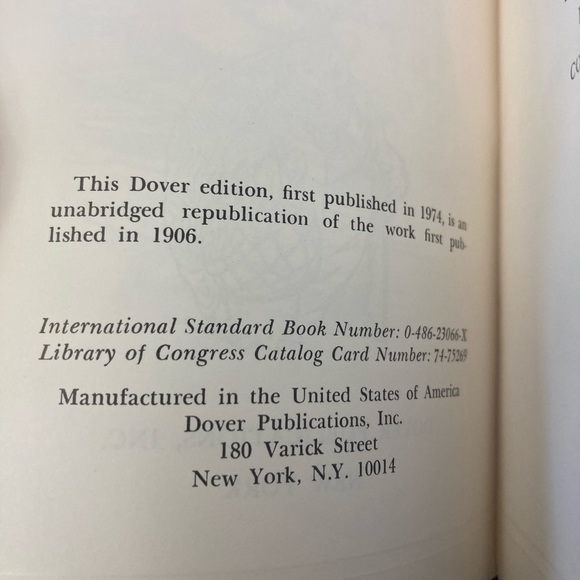 This Dover edition, first published in 1974, is an
unabridged republication of the work first pub-
lished in 1906.
International Standard Book Number: 0-486-23066-X
Library of Congress Catalog Card Number: 74-75269
Manufactured in the United States of America
Dover Publications, Inc.
180 Varick Street
New York, N.Y. 10014